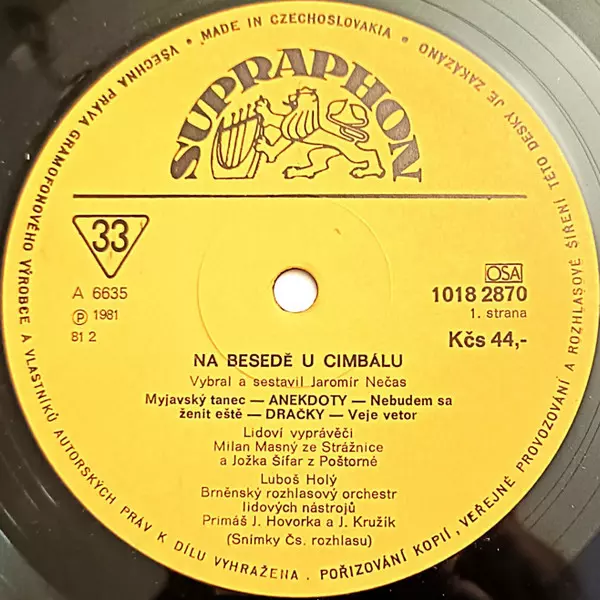 • VŠECHNA PRÁVA GRAMOFONOVÉHO VÝROBCE A VLASTNÍKŮ AUTORSKÝCH PRÁV K DÍLU VYHRAŽENA. POŘIZOVÁNÍ KOPIÍ, VEŘEJNÉ PROVOZOVÁNÍ A ROZHLASOVÉ ŠÍŘENÍ TÉTO DESKY JE ZAKÁZÁNO • MADE IN CZECHOSLOVAKIA •
SUPRAPHON
33
A 6635
Ⓟ 1981
81 2
OSA
1018 2870
1. strana
Kčs 44,-
NA BESEDĚ U CIMBÁLU
Vybral a sestavil Jaromír Nečas
Myjavský tanec — ANEKDOTY — Nebudem sa
ženit eště — DRAČKY — Veje vetor
Lidoví vyprávěči
Milan Masný ze Strážnice
a Jožka Šífar z Poštorné
Luboš Holý
Brněnský rozhlasový orchestr
lidových nástrojů
Primáš J. Hovorka a J. Kružík
(Snímky Čs. rozhlasu)